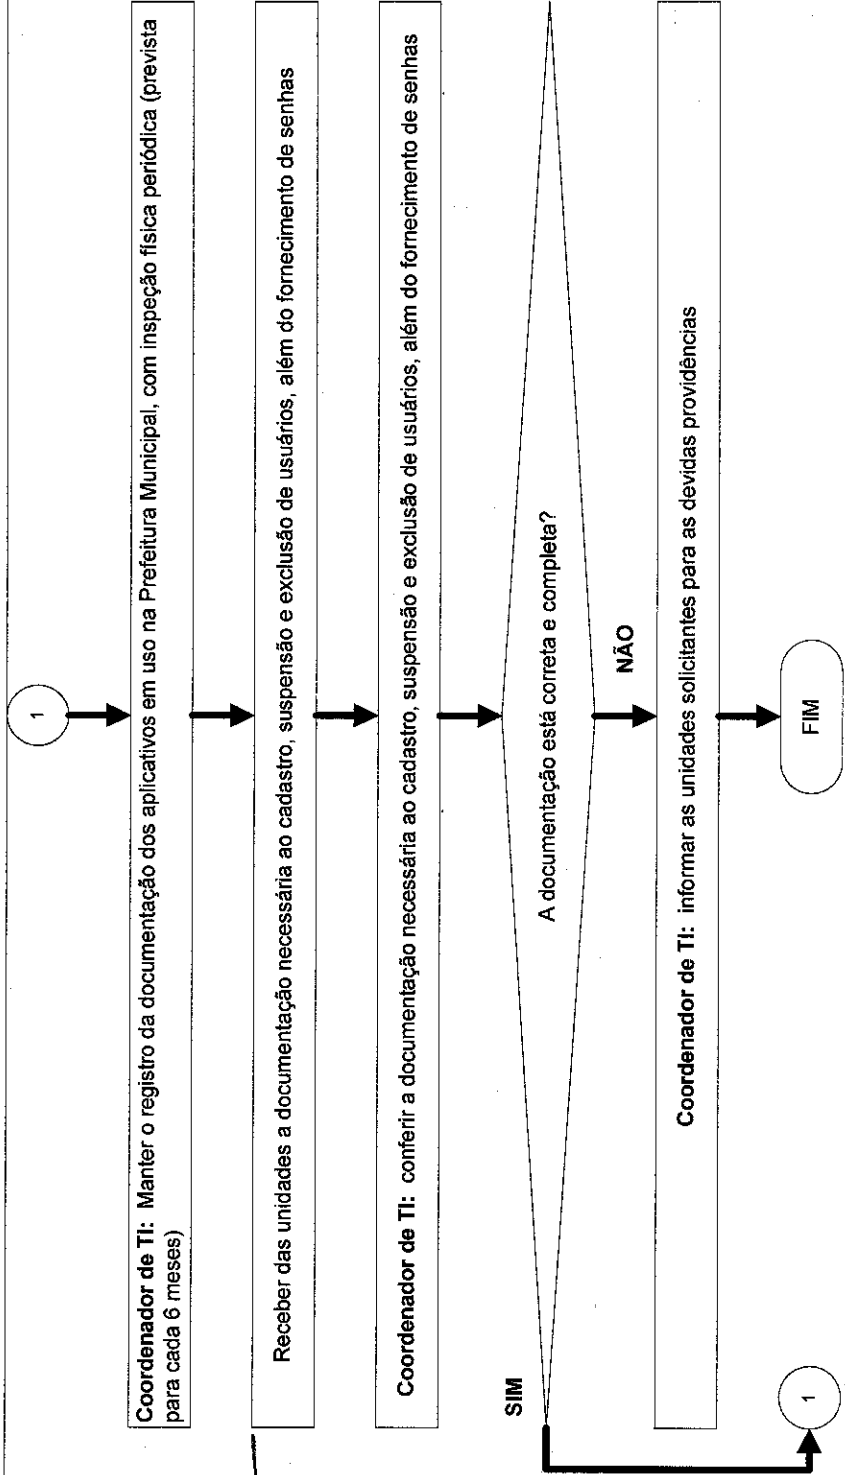 1
Coordenador de TI: Manter o registro da documentação dos aplicativos em uso na Prefeitura Municipal, com inspeção física periódica (prevista
para cada 6 meses)
Receber das unidades a documentação necessária ao cadastro, suspensão e exclusão de usuários, além do fornecimento de senhas
Coordenador de TI: conferir a documentação necessária ao cadastro, suspensão e exclusão de usuários, além do fornecimento de senhas
SIM
A documentação está correta e completa?
NÃO
Coordenador de TI: informar as unidades solicitantes para as devidas providências
1
FIM